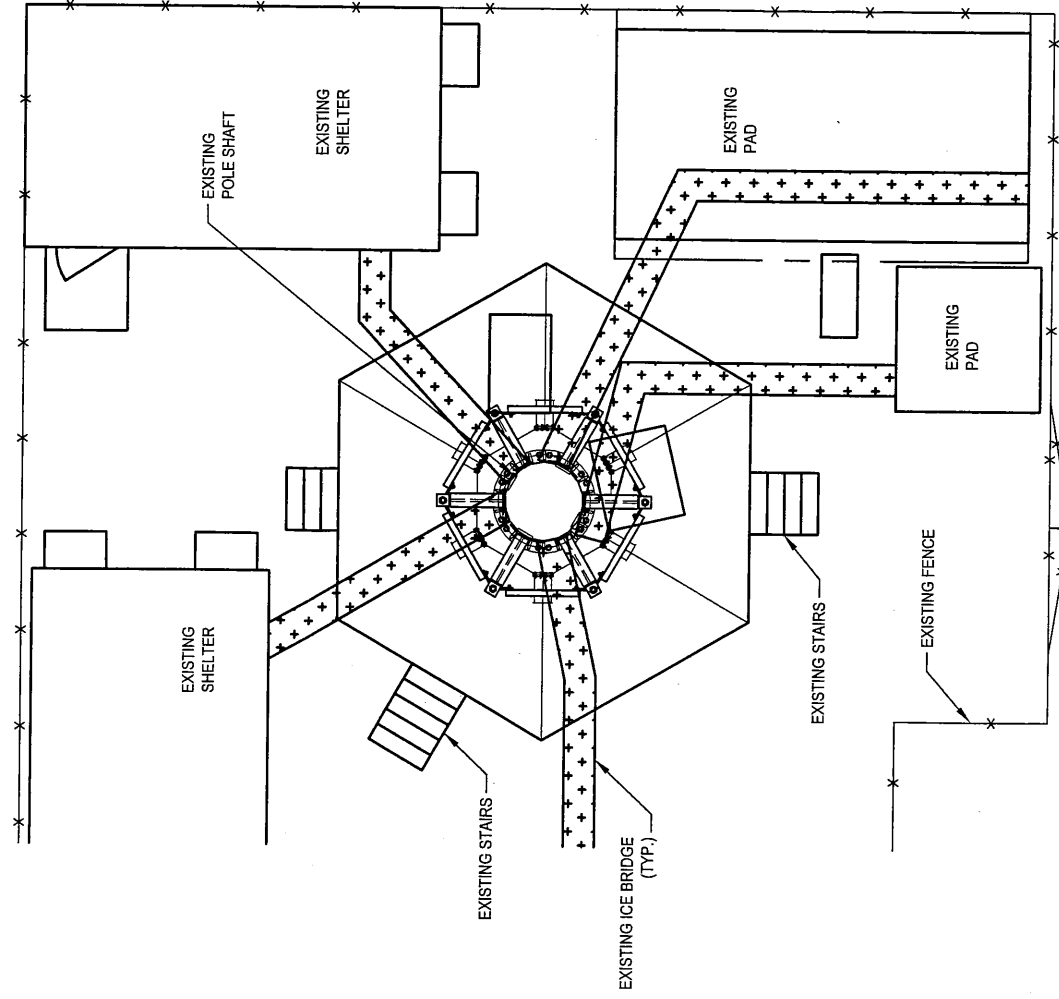 EXISTING
POLE SHAFT
EXISTING
SHELTER
EXISTING
PAD
EXISTING
PAD
EXISTING
SHELTER
EXISTING STAIRS
EXISTING FENCE
EXISTING STAIRS
EXISTING ICE BRIDGE
(TYP.)